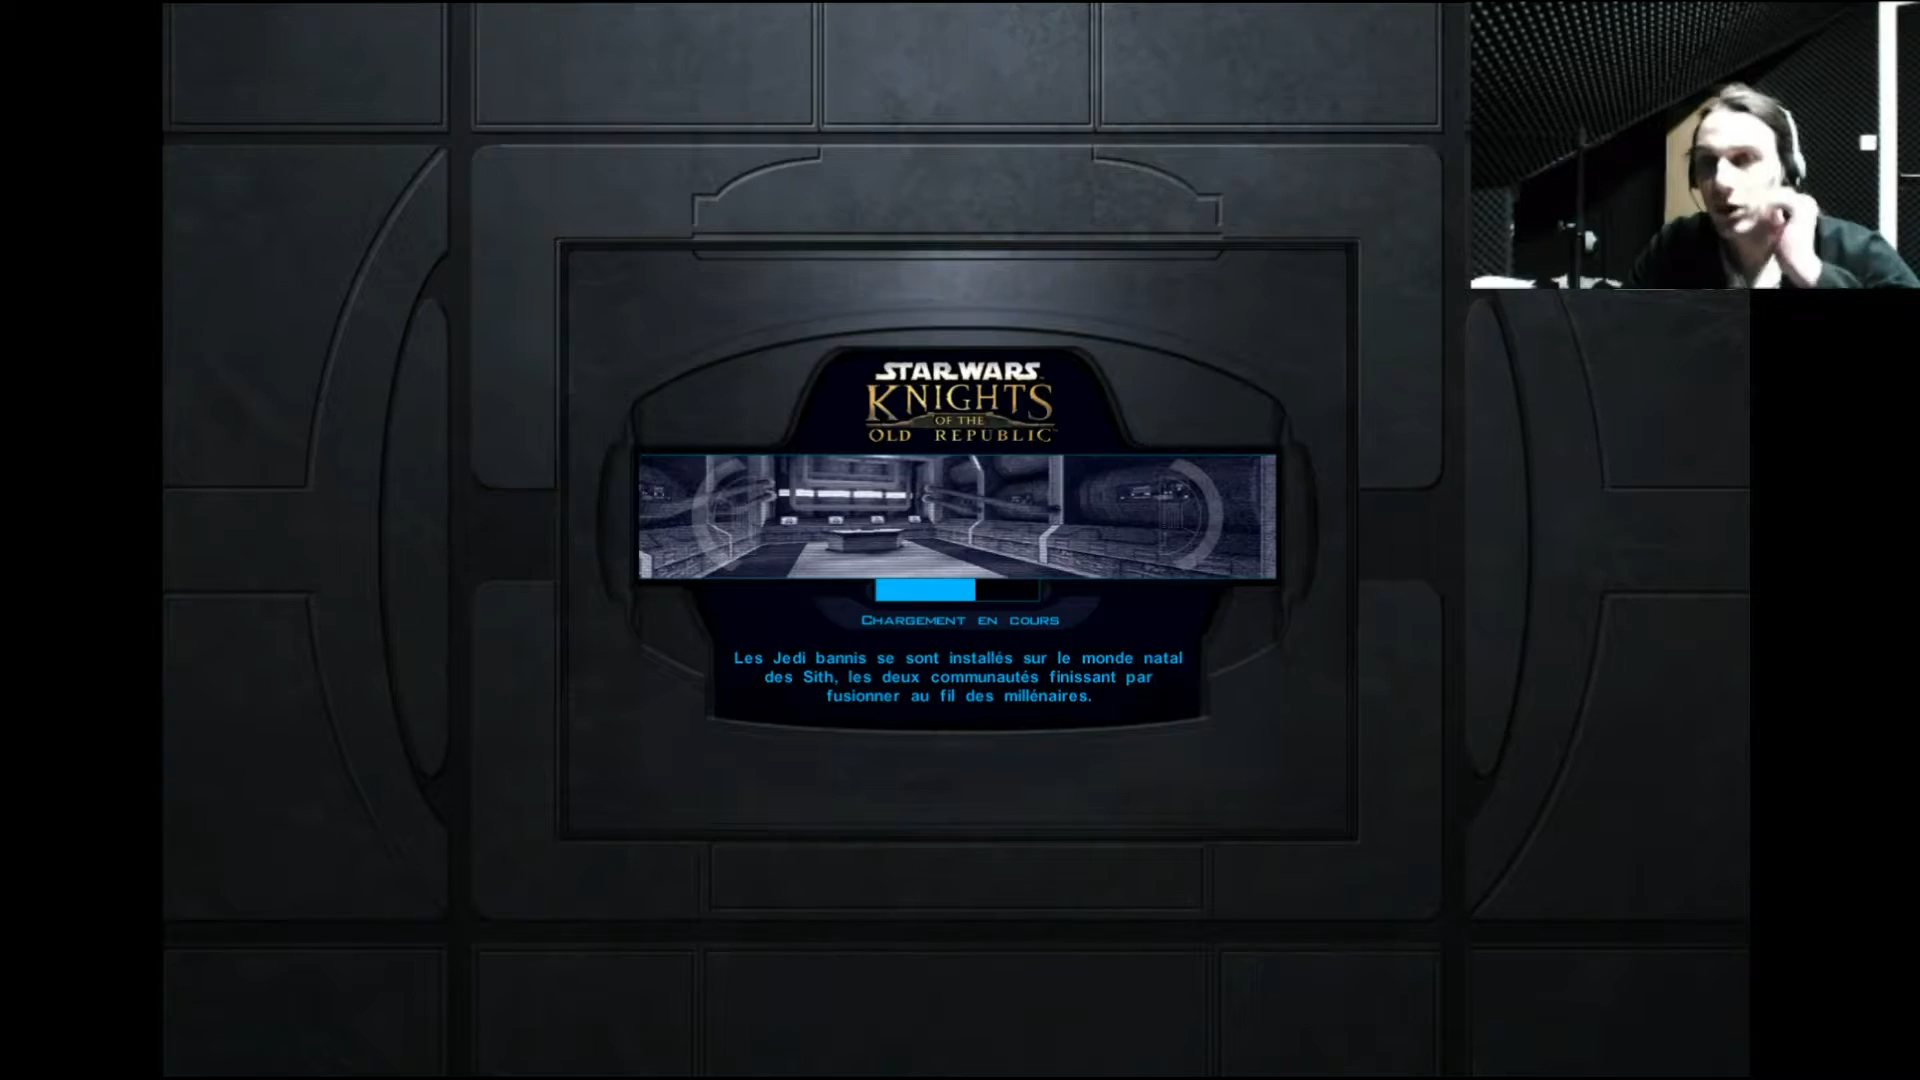 STAR WARS
KNIGHTS
OF THE
OLD REPUBLIC™
CHARGEMENT EN COURS
Les Jedi bannis se sont installés sur le monde natal
des Sith, les deux communautés finissant par
fusionner au fil des millénaires.